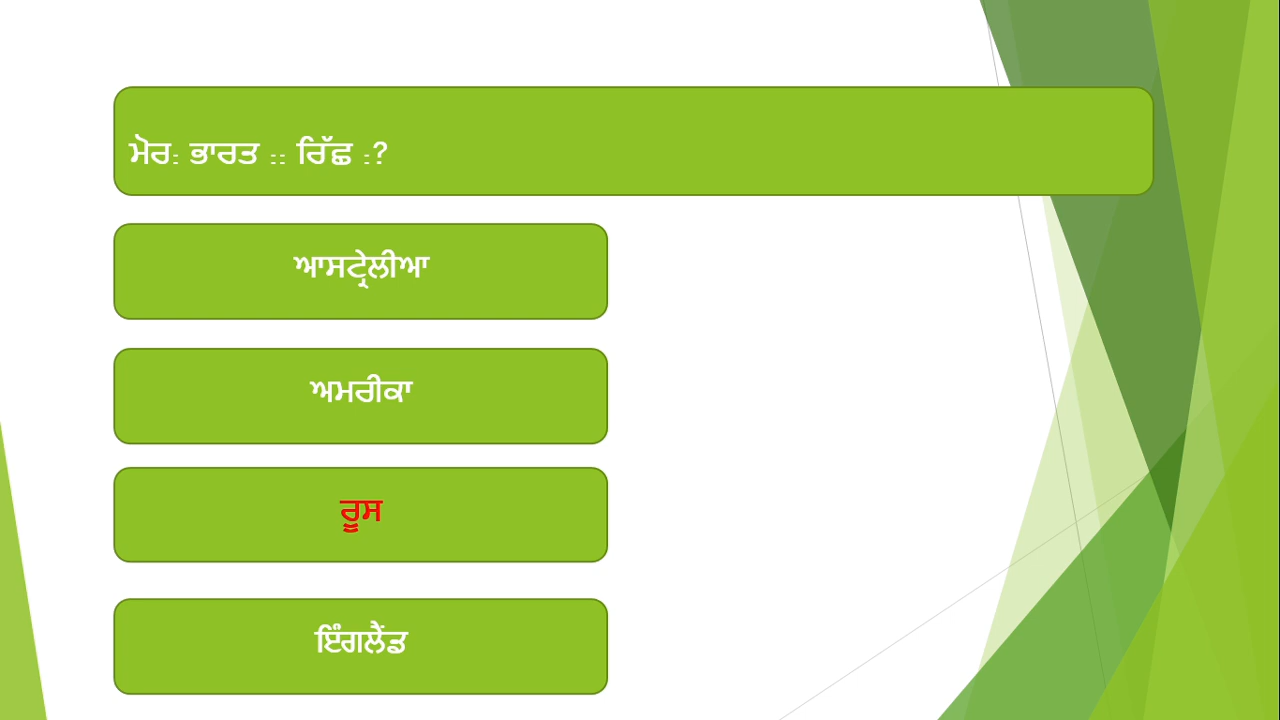 ਮੋਰ: ਭਾਰਤ :: ਰਿੱਛ :?
ਆਸਟ੍ਰੇਲੀਆ
ਅਮਰੀਕਾ
ਰੂਸ
ਇੰਗਲੈਂਡ